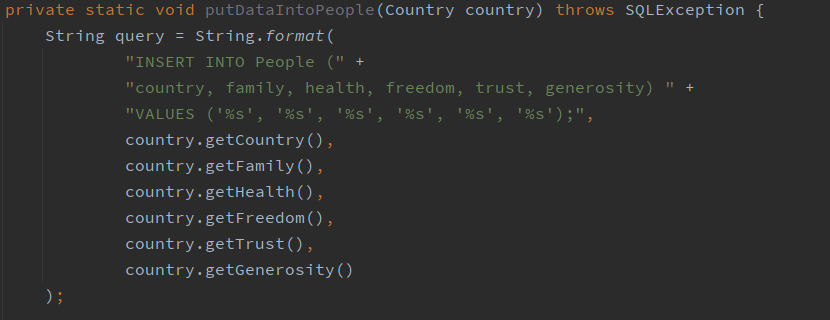 private static void putDataIntoPeople(Country country) throws SQLException {
String query = String.format(
"INSERT INTO People (" +
"country, family, health, freedom, trust, generosity) " +
"VALUES ('%s', '%s', '%s', '%s', '%s', '%s');",
country.getCountry(),
country.getFamily(),
country.getHealth(),
country.getFreedom(),
country.getTrust(),
country.getGenerosity()
);